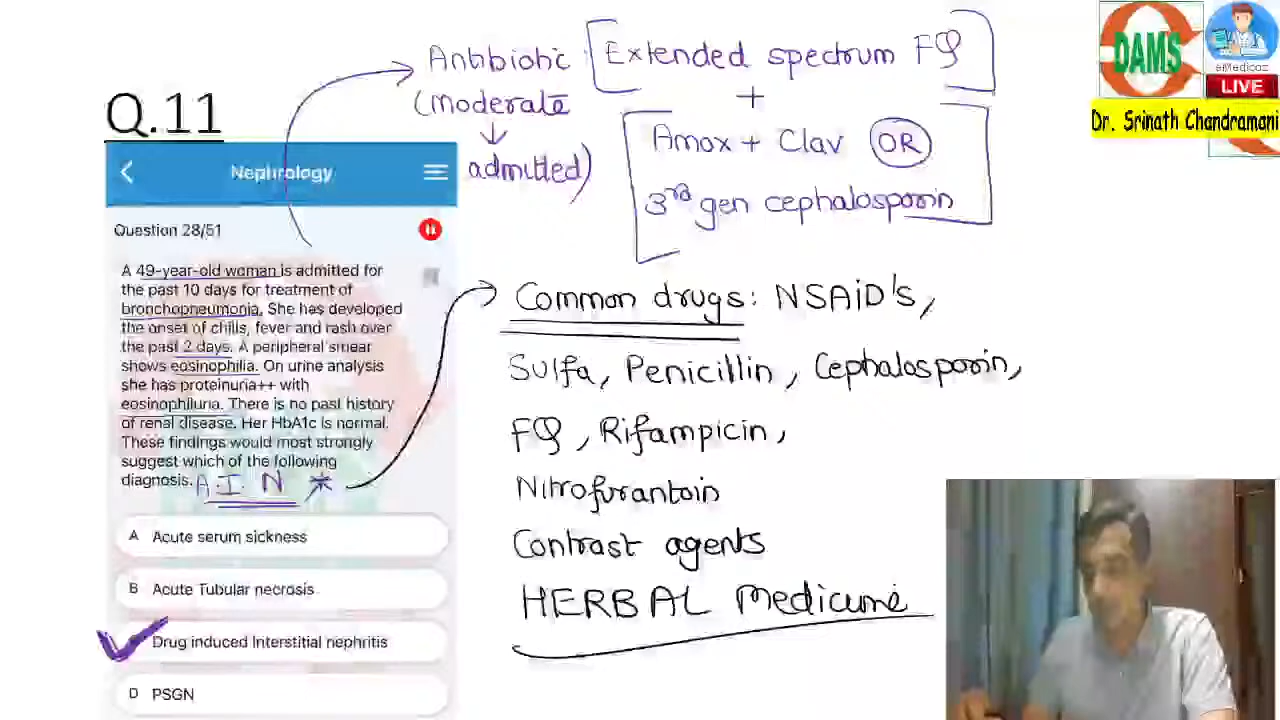 Q.11
Nephrology
Question 28/51
A 49-year-old woman is admitted for
the past 10 days for treatment of
bronchopneumonia. She has developed
the onset of chills, fever and rash over
the past 2 days. A peripheral smear
shows eosinophilia. On urine analysis
she has proteinuria++ with
eosinophiluria. There is no past history
of renal disease. Her HbA1c is normal.
These findings would most strongly
suggest which of the following
diagnosis. A.I. N *
A Acute serum sickness
B Acute Tubular necrosis
Drug induced Interstitial nephritis
D PSGN
Antibiotic : [Extended spectrum FQ]
(moderate
↓
admitted)
+
Amox + Clav OR
3rd gen cephalosporin
Common drugs: NSAiD's,
Sulfa, Penicillin, Cephalosporin,
FQ, Rifampicin,
Nitrofurantoin
Contrast agents
HERBAL Medicine
DAMS
eMedicoz
LIVE
Dr. Srinath Chandramani